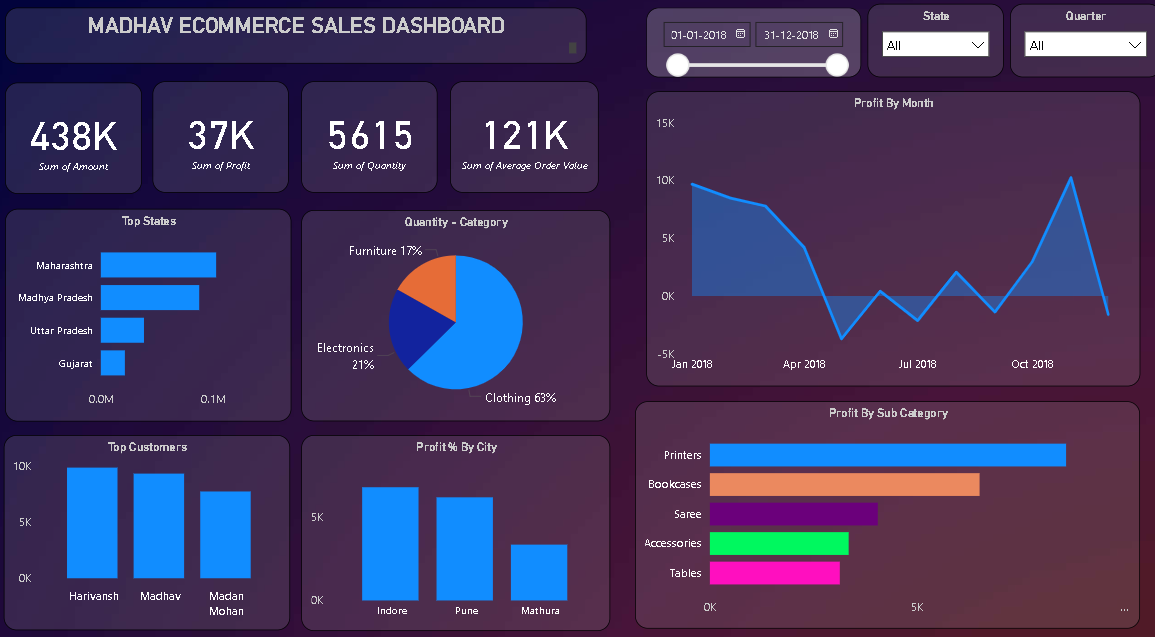 MADHAV ECOMMERCE SALES DASHBOARD
01-01-2018
31-12-2018
State
All
Quarter
All
438K
Sum of Amount
37K
Sum of Profit
5615
Sum of Quantity
121K
Sum of Average Order Value
Profit By Month
15K
10K
5K
0K
-5K
Jan 2018
Apr 2018
Jul 2018
Oct 2018
Top States
Maharashtra
Madhya Pradesh
Uttar Pradesh
Gujarat
0.0M
0.1M
Quantity - Category
Furniture 17%
Electronics
21%
Clothing 63%
Top Customers
10K
5K
0K
Harivansh
Madhav
Madan
Mohan
Profit % By City
5K
0K
Indore
Pune
Mathura
Profit By Sub Category
Printers
Bookcases
Saree
Accessories
Tables
0K
5K
...